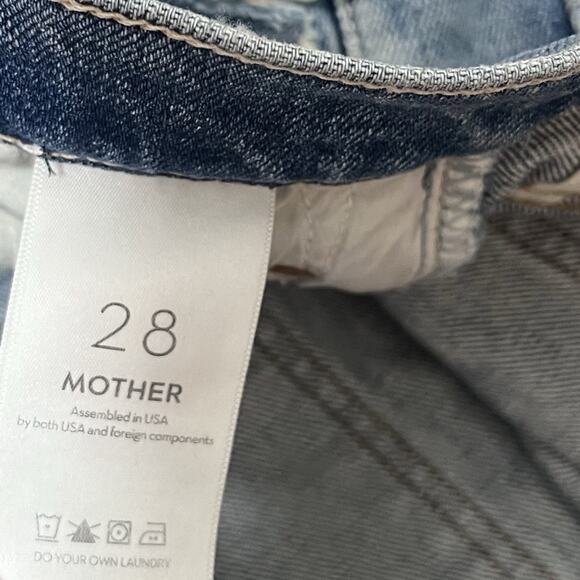 28
MOTHER
Assembled in USA
by both USA and foreign components
DO YOUR OWN LAUNDRY